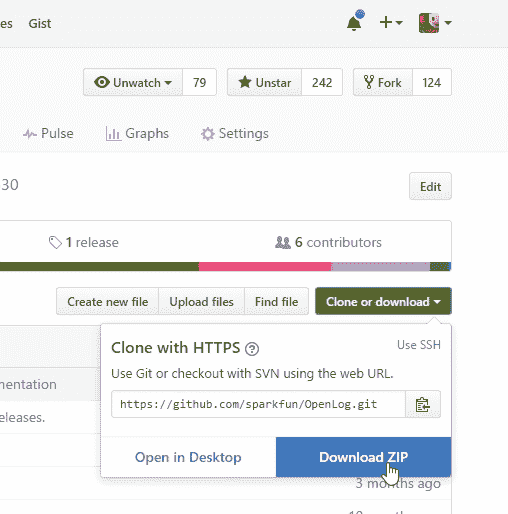 es Gist
Unwatch 79 Unstar 242 Fork 124
Pulse Graphs Settings
30 Edit
1 release 6 contributors
Create new file Upload files Find file Clone or download
Clone with HTTPS Use SSH
Use Git or checkout with SVN using the web URL.
mentation
https://github.com/sparkfun/OpenLog.git
releases.
Open in Desktop Download ZIP
3 months ago